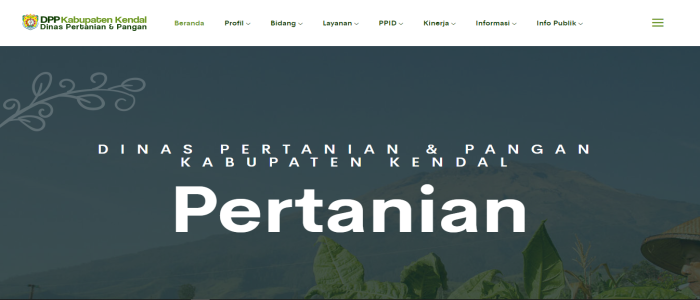 DPP Kabupaten Kendal
Dinas Pertanian & Pangan
Beranda Profil Bidang Layanan PPID Kinerja Informasi Info Publik
DINAS PERTANIAN & PANGAN
KABUPATEN KENDAL
Pertanian